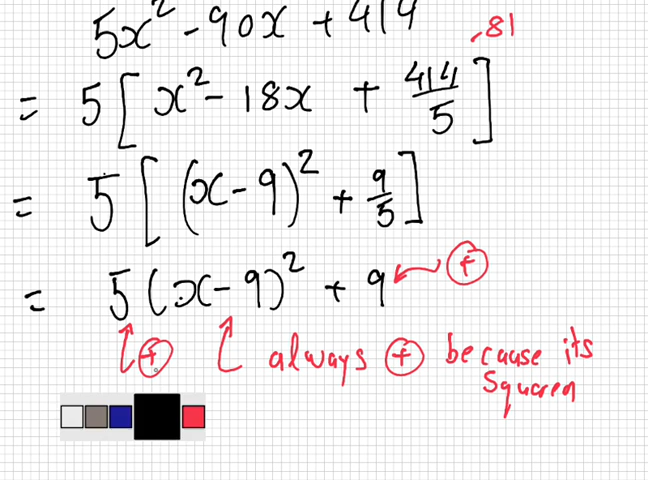 5x² - 90x + 414
-81
= 5[x² - 18x + 414/5]
= 5[(x - 9)² + 9/5]
= 5(x - 9)² + 9 +
+ always + because its
Squared